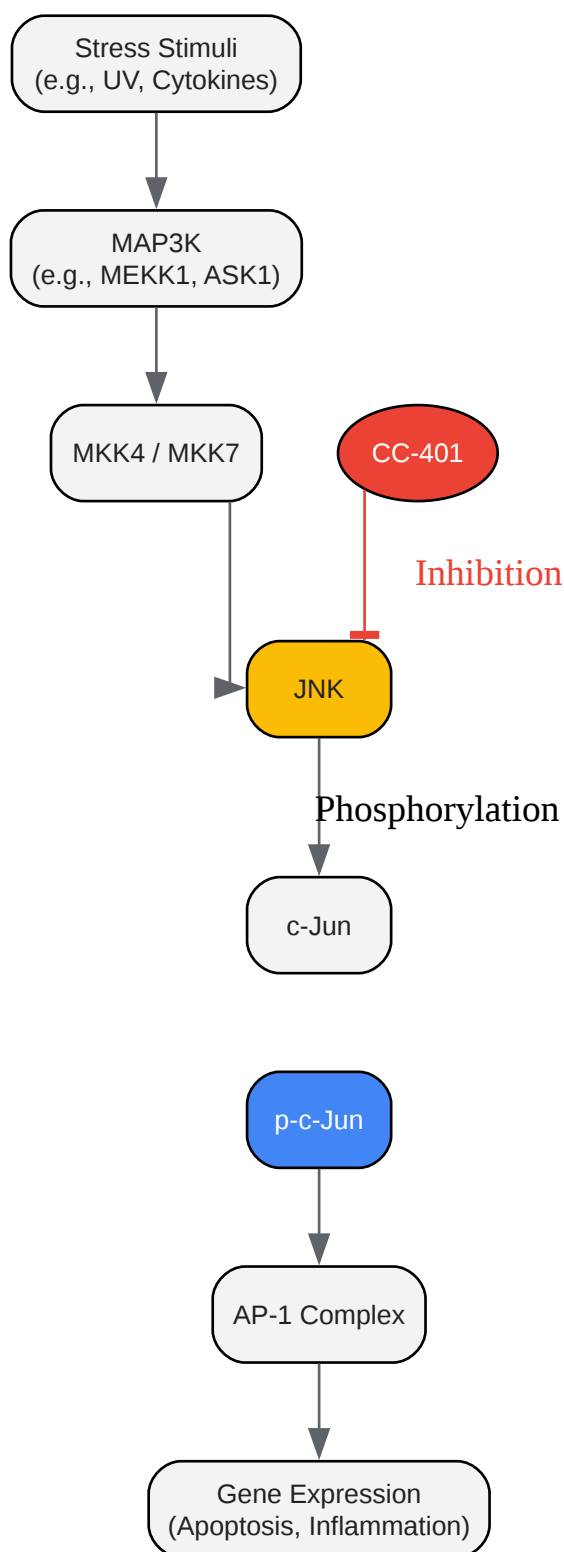 Stress Stimuli
(e.g., UV, Cytokines)
MAP3K
(e.g., MEKK1, ASK1)
MKK4 / MKK7
CC-401
Inhibition
JNK
Phosphorylation
c-Jun
p-c-Jun
AP-1 Complex
Gene Expression
(Apoptosis, Inflammation)